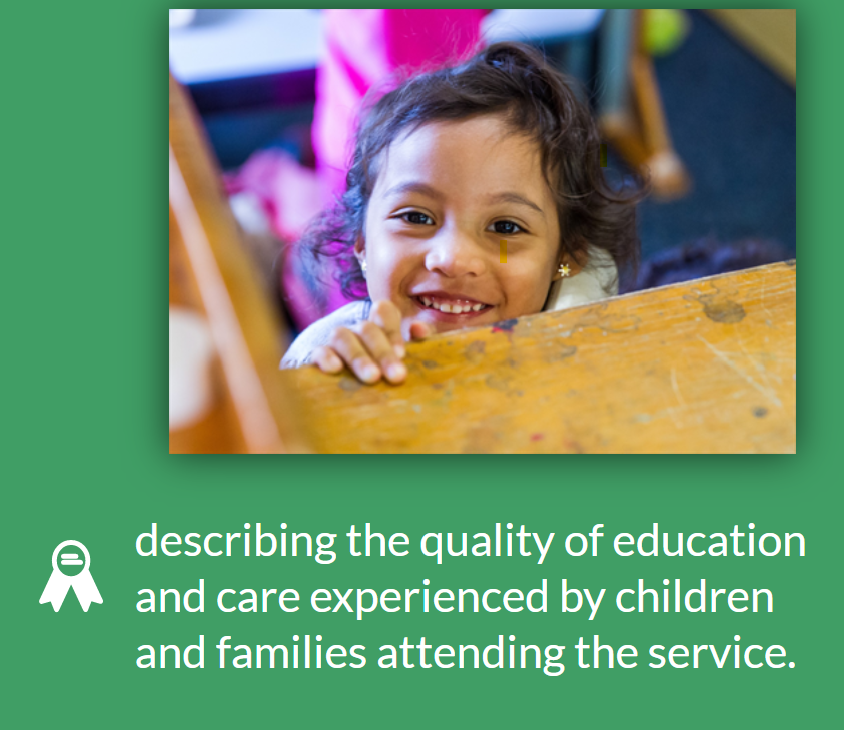 describing the quality of education
and care experienced by children
and families attending the service.